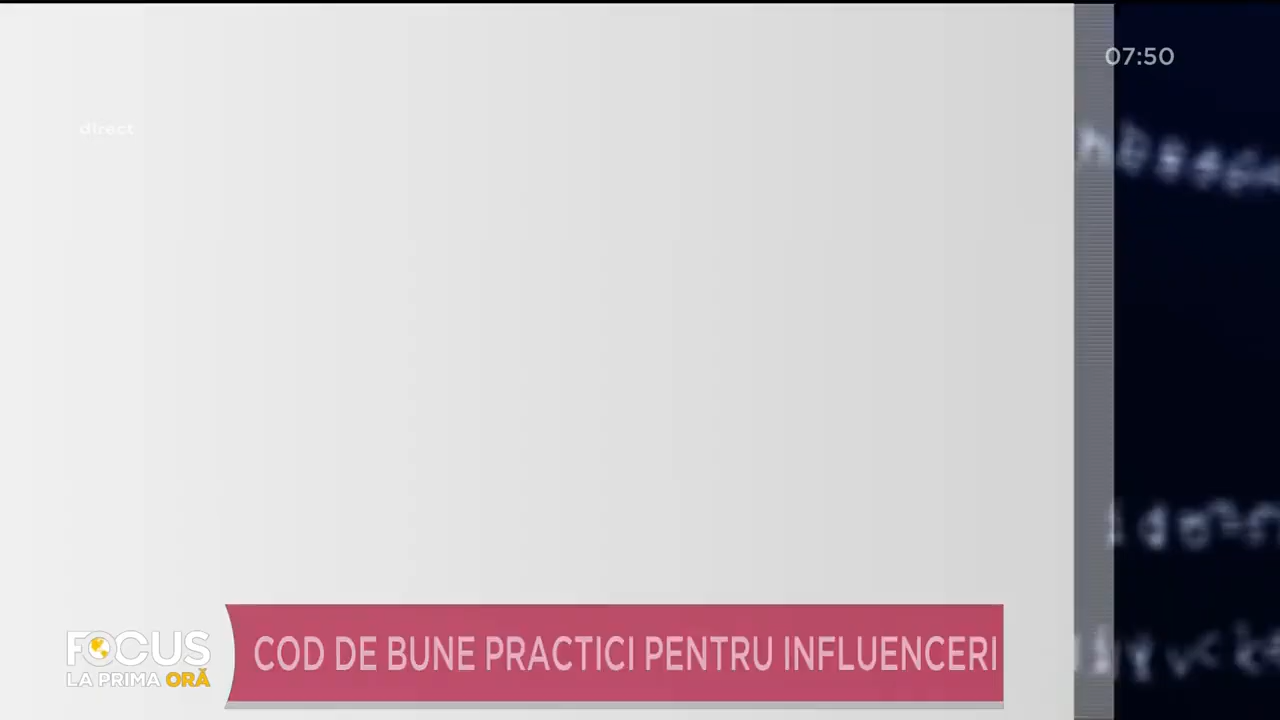 07:50
direct
FOCUS
LA PRIMA ORĂ
COD DE BUNE PRACTICI PENTRU INFLUENCERI